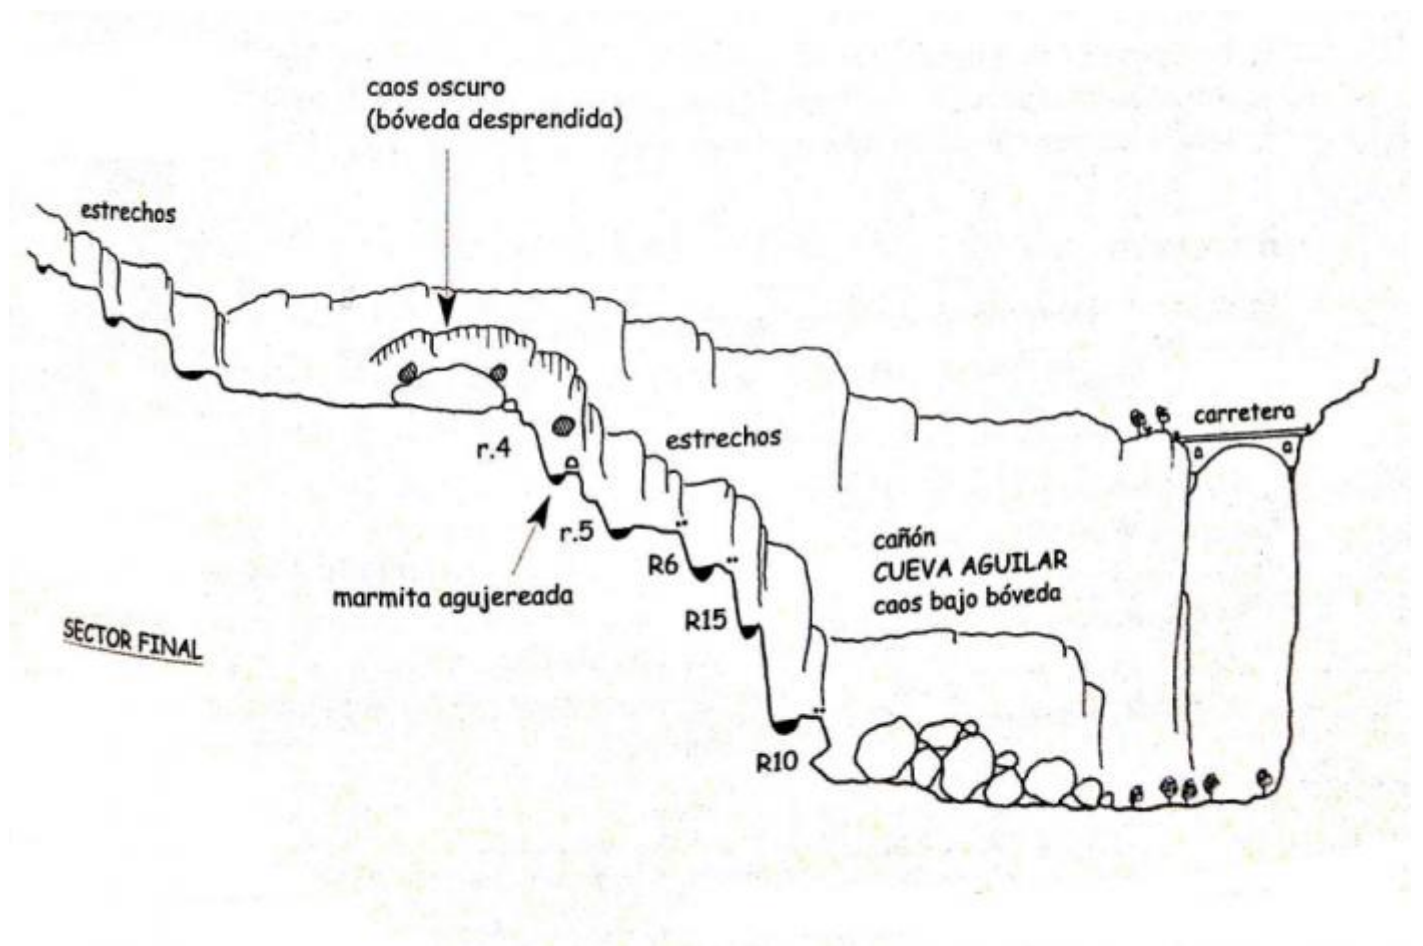 caos oscuro
(bóveda desprendida)
estrechos
carretera
r.4
estrechos
r.5
cañón
R6
CUEVA AGUILAR
marmita agujereada
caos bajo bóveda
R15
SECTOR FINAL
R10